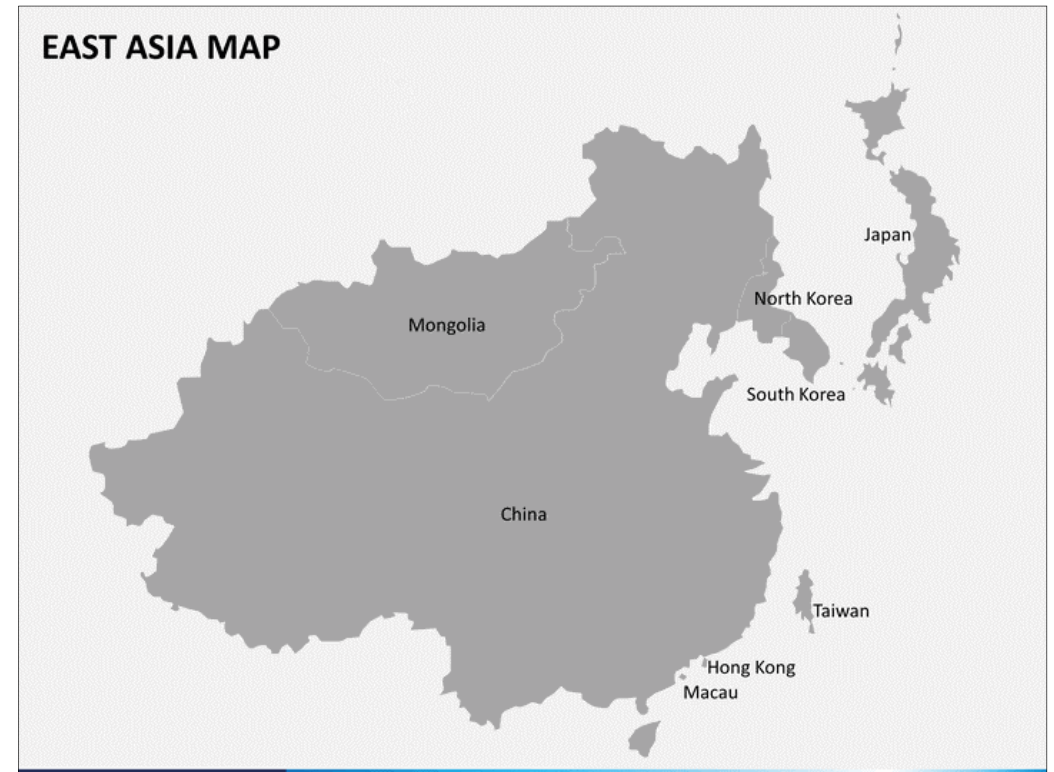 EAST ASIA MAP
Japan
North Korea
Mongolia
South Korea
China
Taiwan
Hong Kong
Macau